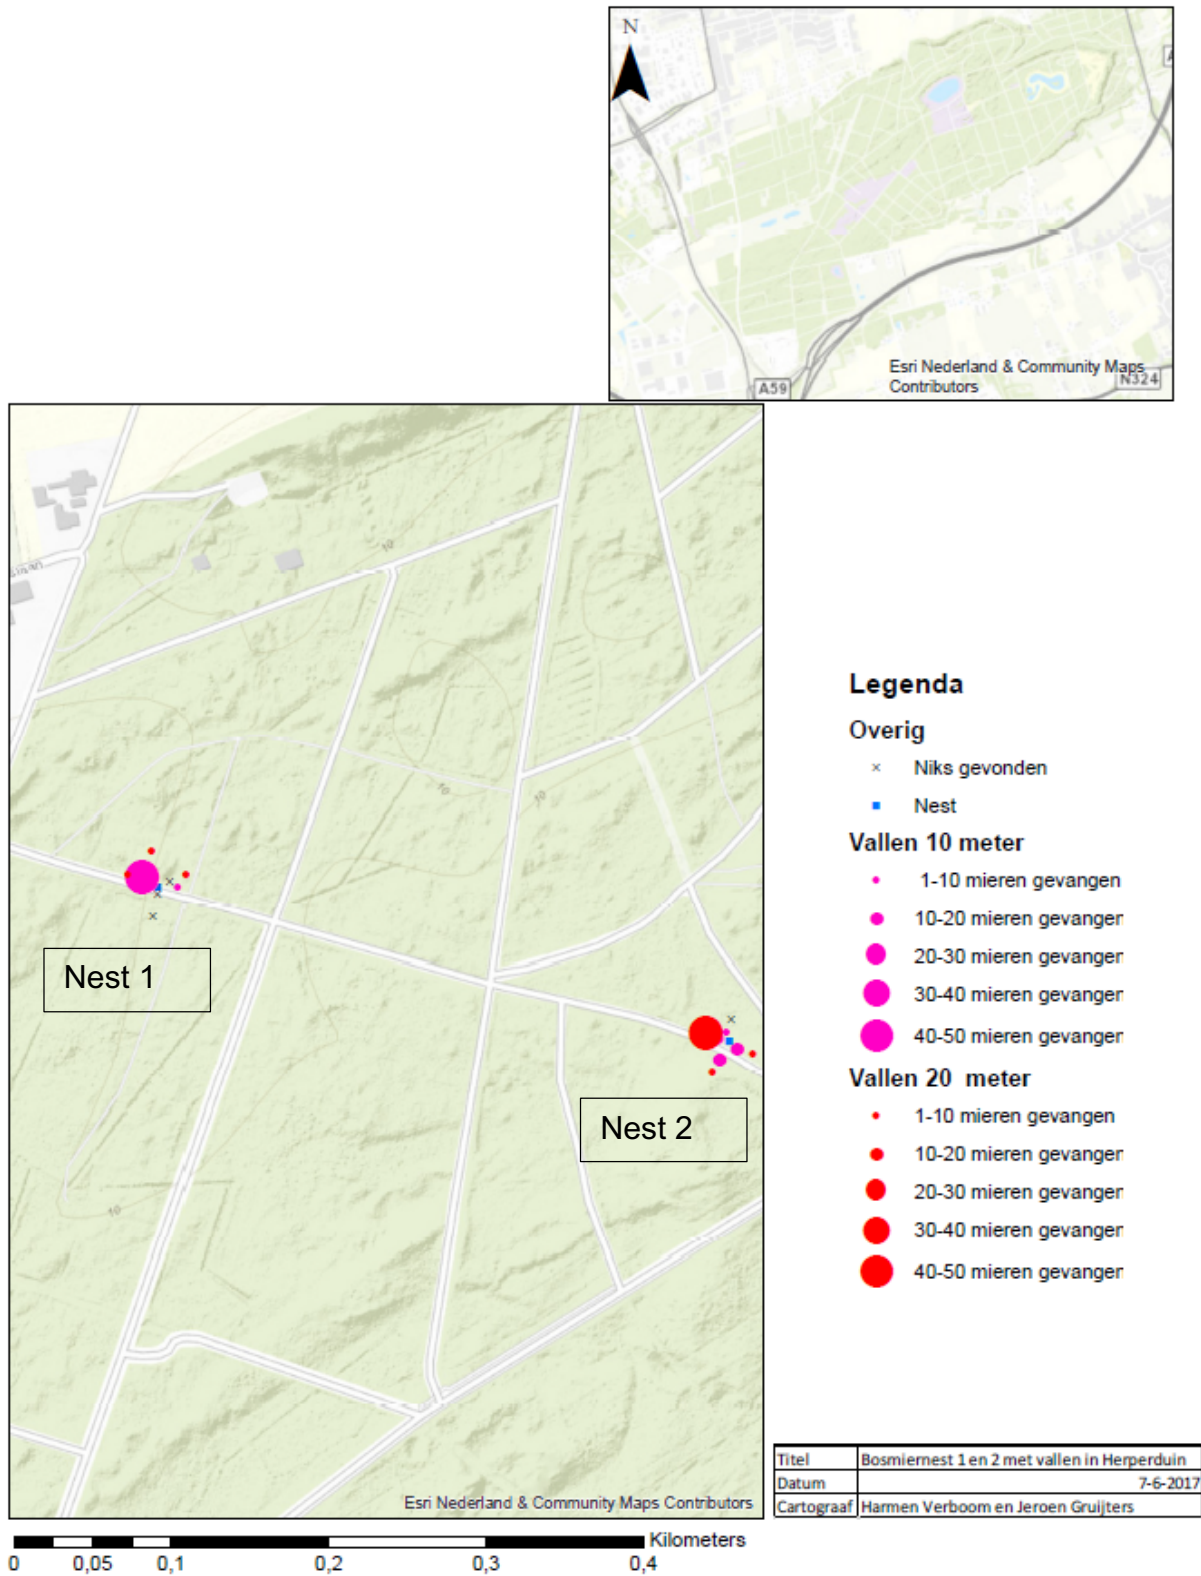 N
A59
N324
Esri Nederland & Community Maps
Contributors
10
10
10
10
Nest 1
Nest 2
Esri Nederland & Community Maps Contributors
Kilometers
0 0,05 0,1 0,2 0,3 0,4
Legenda
Overig
Niks gevonden
Nest
Vallen 10 meter
1-10 mieren gevangen
10-20 mieren gevangen
20-30 mieren gevangen
30-40 mieren gevangen
40-50 mieren gevangen
Vallen 20 meter
1-10 mieren gevangen
10-20 mieren gevangen
20-30 mieren gevangen
30-40 mieren gevangen
40-50 mieren gevangen
Titel Bosmiernest 1 en 2 met vallen in Herperduin
Datum 7-6-2017
Cartograaf Harmen Verboom en Jeroen Gruijters